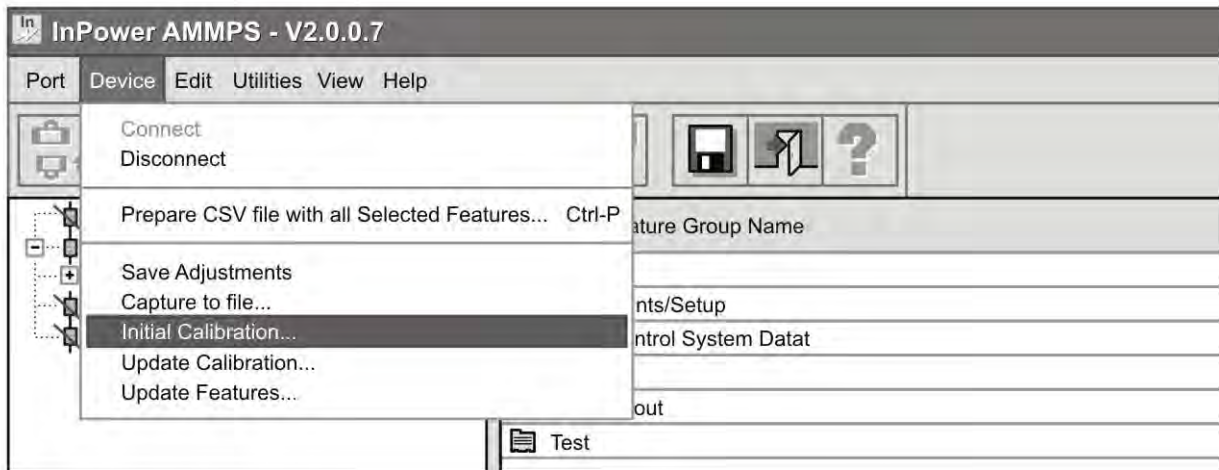 In
InPower AMMPS - V2.0.0.7
Port Device Edit Utilities View Help
Connect
Disconnect
Prepare CSV file with all Selected Features... Ctrl-P
ature Group Name
Save Adjustments
Capture to file...
nts/Setup
Initial Calibration...
ntrol System Datat
Update Calibration...
Update Features...
out
Test